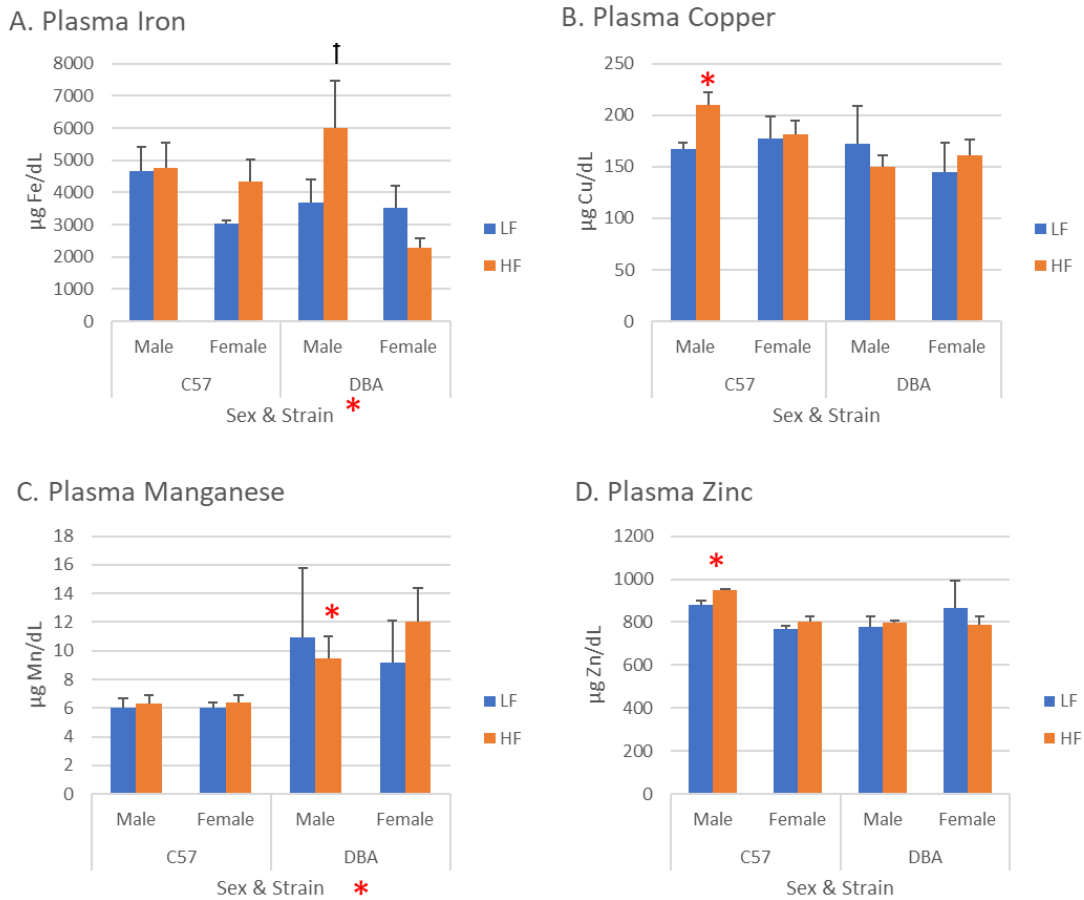 A. Plasma Iron
†
8000
7000
6000
5000
4000
3000
2000
1000
0
µg Fe/dL
Male Female Male Female
C57 DBA
Sex & Strain *
LF
HF
B. Plasma Copper
*
250
200
150
100
50
0
µg Cu/dL
Male Female Male Female
C57 DBA
Sex & Strain
LF
HF
C. Plasma Manganese
18
16
14
12
10
8
6
4
2
0
*
µg Mn/dL
Male Female Male Female
C57 DBA
Sex & Strain *
LF
HF
D. Plasma Zinc
1200
1000
800
600
400
200
0
*
µg Zn/dL
Male Female Male Female
C57 DBA
Sex & Strain
LF
HF